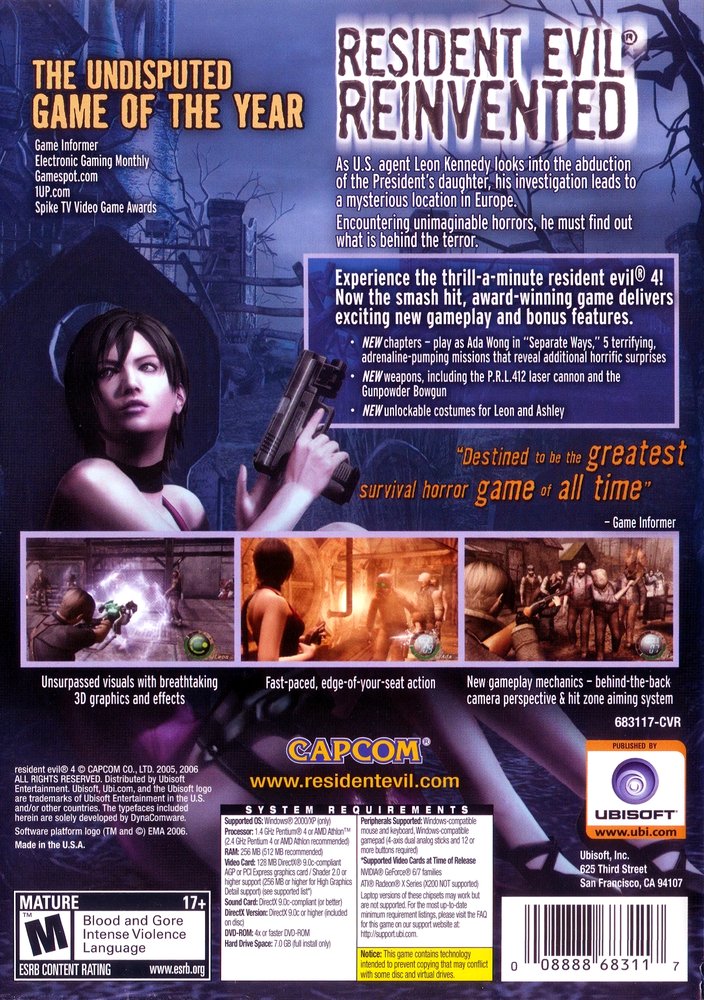 THE UNDISPUTED
GAME OF THE YEAR
Game Informer
Electronic Gaming Monthly
Gamespot.com
1UP.com
Spike TV Video Game Awards
RESIDENT EVIL®
REINVENTED
As U.S. agent Leon Kennedy looks into the abduction
of the President's daughter, his investigation leads to
a mysterious location in Europe.
Encountering unimaginable horrors, he must find out
what is behind the terror.
Experience the thrill-a-minute resident evil® 4!
Now the smash hit, award-winning game delivers
exciting new gameplay and bonus features.
• NEW chapters – play as Ada Wong in "Separate Ways," 5 terrifying,
adrenaline-pumping missions that reveal additional horrific surprises
• NEW weapons, including the P.R.L.412 laser cannon and the
Gunpowder Bowgun
• NEW unlockable costumes for Leon and Ashley
"Destined to be the greatest
survival horror game of all time"
– Game Informer
Unsurpassed visuals with breathtaking
3D graphics and effects
Fast-paced, edge-of-your-seat action
New gameplay mechanics – behind-the-back
camera perspective & hit zone aiming system
683117-CVR
CAPCOM®
www.residentevil.com
resident evil® 4 © CAPCOM CO., LTD. 2005, 2006
ALL RIGHTS RESERVED. Distributed by Ubisoft
Entertainment. Ubisoft, Ubi.com, and the Ubisoft logo
are trademarks of Ubisoft Entertainment in the U.S.
and/or other countries. The typefaces included
herein are solely developed by DynaComware.
Software platform logo (TM and ©) EMA 2006.
Made in the U.S.A.
SYSTEM REQUIREMENTS
Supported OS: Windows® 2000/XP (only)
Processor: 1.4 GHz Pentium® 4 or AMD Athlon™
(2.4 GHz Pentium 4 or AMD Athlon recommended)
RAM: 256 MB (512 MB recommended)
Video Card: 128 MB DirectX® 9.0c-compliant
AGP or PCI Express graphics card / Shader 2.0 or
higher support (256 MB or higher for High Graphics
Detail support) (see supported list*)
Sound Card: DirectX 9.0c-compliant (or better)
DirectX Version: DirectX 9.0c or higher (included
on disc)
DVD-ROM: 4x or faster DVD-ROM
Hard Drive Space: 7.0 GB (full install only)
Peripherals Supported: Windows-compatible
mouse and keyboard, Windows-compatible
gamepad (4-axis dual analog sticks and 12 or
more buttons required)
*Supported Video Cards at Time of Release
NVIDIA® GeForce® 6/7 families
ATI® Radeon® X Series (X200 NOT supported)
Laptop versions of these chipsets may work but
are not supported. For the most up-to-date
minimum requirement listings, please visit the FAQ
for this game on our support website at:
http://support.ubi.com.
Notice: This game contains technology
intended to prevent copying that may conflict
with some disc and virtual drives.
PUBLISHED BY
UBISOFT™
www.ubi.com
Ubisoft, Inc.
625 Third Street
San Francisco, CA 94107
MATURE 17+
M™
Blood and Gore
Intense Violence
Language
ESRB CONTENT RATING www.esrb.org
0 08888 68311 7